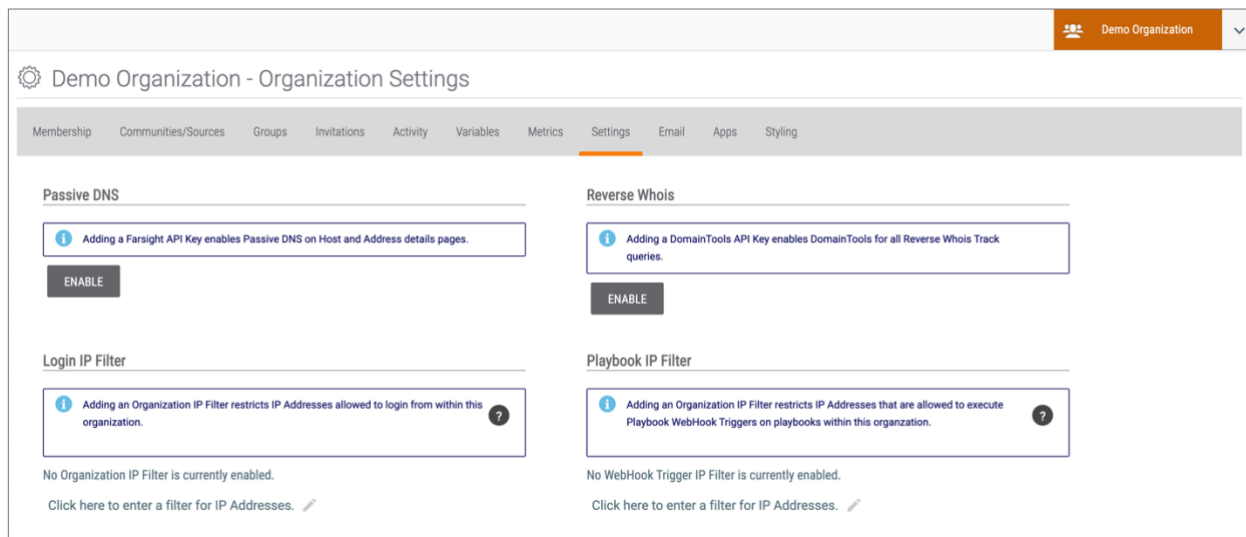 Demo Organization
Demo Organization - Organization Settings
Membership Communities/Sources Groups Invitations Activity Variables Metrics Settings Email Apps Styling
Passive DNS
Adding a Farsight API Key enables Passive DNS on Host and Address details pages.
ENABLE
Reverse Whois
Adding a DomainTools API Key enables DomainTools for all Reverse Whois Track
queries.
ENABLE
Login IP Filter
Adding an Organization IP Filter restricts IP Addresses allowed to login from within this
organization.
?
No Organization IP Filter is currently enabled.
Click here to enter a filter for IP Addresses.
Playbook IP Filter
Adding an Organization IP Filter restricts IP Addresses that are allowed to execute
Playbook WebHook Triggers on playbooks within this organzation.
?
No WebHook Trigger IP Filter is currently enabled.
Click here to enter a filter for IP Addresses.